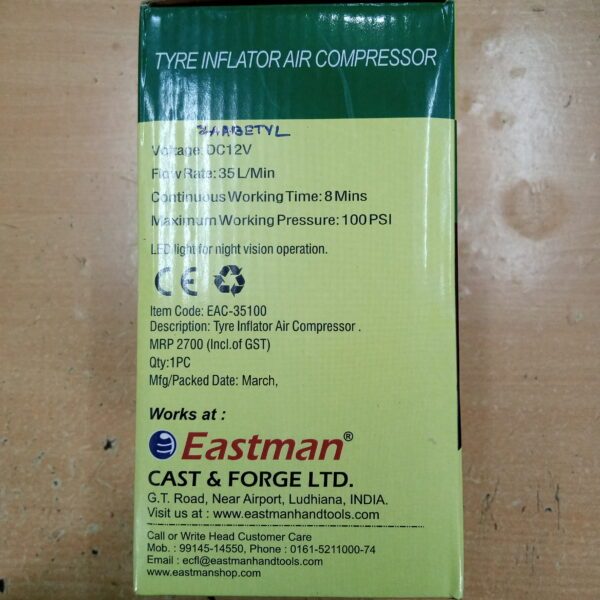 TYRE INFLATOR AIR COMPRESSOR
Voltage: DC12V
Flow Rate: 35 L/Min
Continuous Working Time: 8 Mins
Maximum Working Pressure: 100 PSI
LED light for night vision operation.
CE
Item Code: EAC-35100
Description: Tyre Inflator Air Compressor .
MRP 2700 (Incl.of GST)
Qty:1PC
Mfg/Packed Date: March,
Works at :
Eastman®
CAST & FORGE LTD.
G.T. Road, Near Airport, Ludhiana, INDIA.
Visit us at : www.eastmanhandtools.com
Call or Write Head Customer Care
Mob. : 99145-14550, Phone : 0161-5211000-74
Email : ecfl@eastmanhandtools.com
www.eastmanshop.com